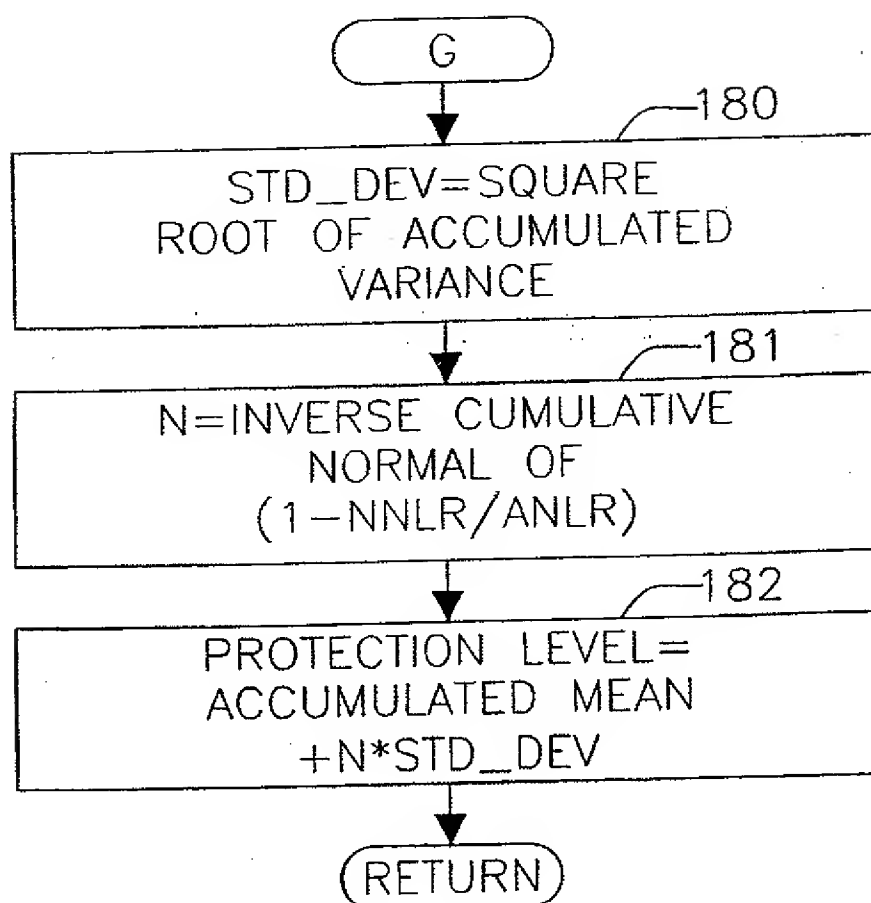 G
180
STD_DEV=SQUARE
ROOT OF ACCUMULATED
VARIANCE
181
N=INVERSE CUMULATIVE
NORMAL OF
(1-NNLR/ANLR)
182
PROTECTION LEVEL=
ACCUMULATED MEAN
+N*STD_DEV
RETURN